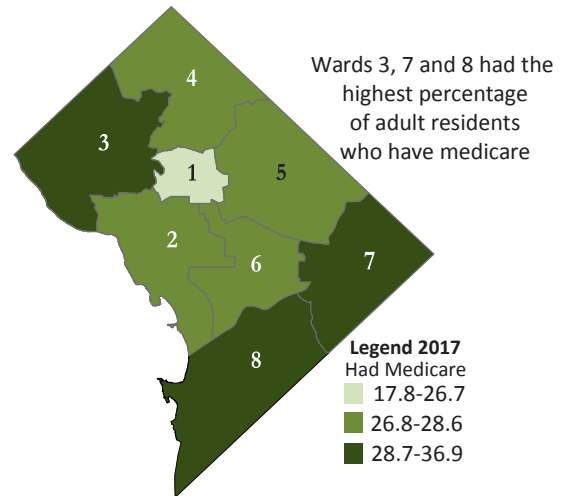 4
Wards 3, 7 and 8 had the
highest percentage
of adult residents
who have medicare
3
1
5
2
6
7
8
Legend 2017
Had Medicare
17.8-26.7
26.8-28.6
28.7-36.9